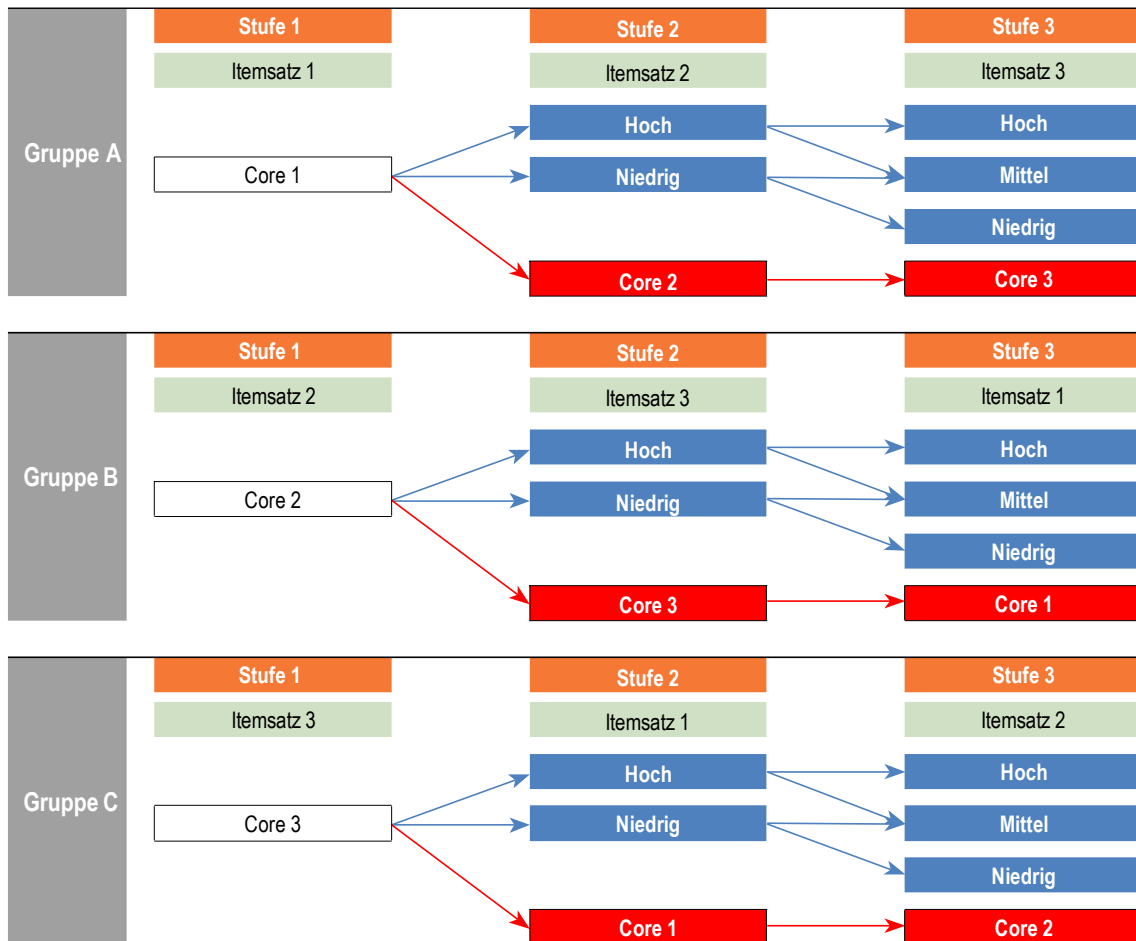 Stufe 1 Stufe 2 Stufe 3
Itemsatz 1 Itemsatz 2 Itemsatz 3
Hoch Hoch
Gruppe A
Core 1 Niedrig Mittel
Niedrig
Core 2 Core 3
Stufe 1 Stufe 2 Stufe 3
Itemsatz 2 Itemsatz 3 Itemsatz 1
Hoch Hoch
Gruppe B
Core 2 Niedrig Mittel
Niedrig
Core 3 Core 1
Stufe 1 Stufe 2 Stufe 3
Itemsatz 3 Itemsatz 1 Itemsatz 2
Hoch Hoch
Gruppe C
Core 3 Niedrig Mittel
Niedrig
Core 1 Core 2